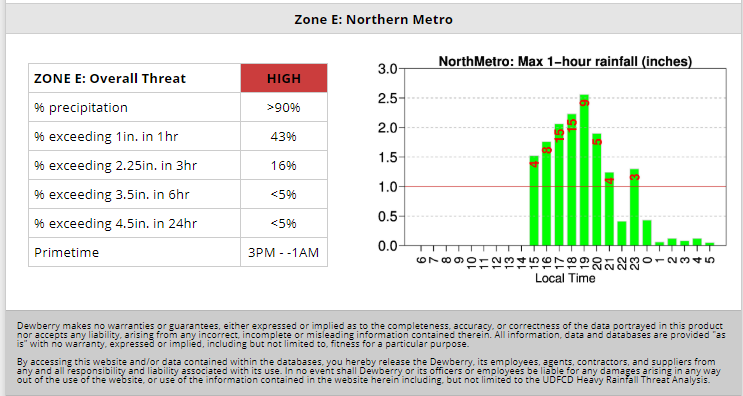 Zone E: Northern Metro
ZONE E: Overall Threat HIGH
% precipitation >90%
% exceeding 1in. in 1hr 43%
% exceeding 2.25in. in 3hr 16%
% exceeding 3.5in. in 6hr <5%
% exceeding 4.5in. in 24hr <5%
Primetime 3PM - -1AM
NorthMetro: Max 1-hour rainfall (inches)
3.0
2.5
2.0
1.5
1.0
0.5
0.0
4 8 15 15 9 5 4 3
6 7 8 9 10 11 12 13 14 15 16 17 18 19 20 21 22 23 0 1 2 3 4 5
Local Time
Dewberry makes no warranties or guarantees, either expressed or implied as to the completeness, accuracy, or correctness of the data portrayed in this product
nor accepts any liability, arising from any incorrect, incomplete or misleading information contained therein. All information, data and databases are provided "as
is" with no warranty, expressed or implied, including but not limited to, fitness for a particular purpose.
By accessing this website and/or data contained within the databases, you hereby release the Dewberry, its employees, agents, contractors, and suppliers from
any and all responsibility and liability associated with its use. In no event shall Dewberry or its officers or employees be liable for any damages arising in any way
out of the use of the website, or use of the information contained in the website herein including, but not limited to the UDFCD Heavy Rainfall Threat Analysis.